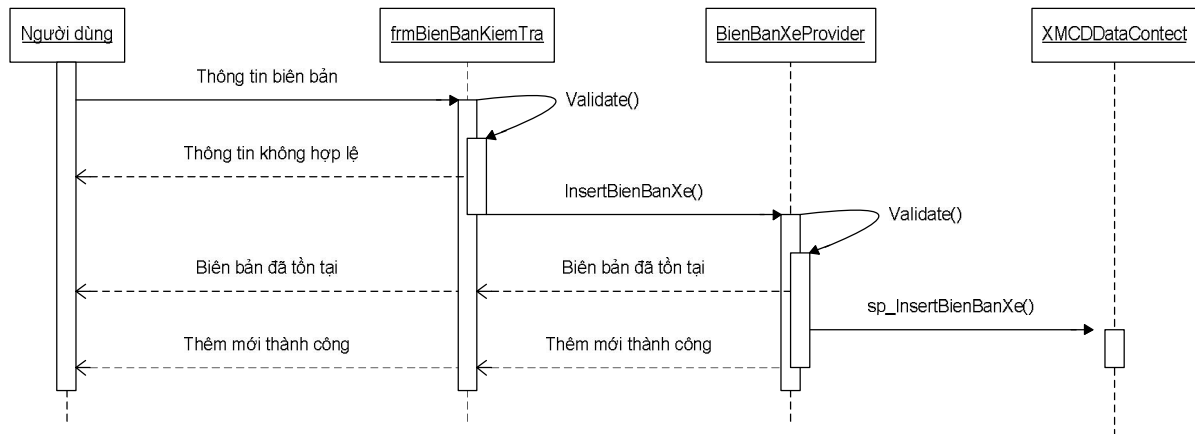 Người dùng
frmBienBanKiemTra
BienBanXeProvider
XMCDDataContect
Thông tin biên bản
Validate()
Thông tin không hợp lệ
InsertBienBanXe()
Validate()
Biên bản đã tồn tại
Biên bản đã tồn tại
sp_InsertBienBanXe()
Thêm mới thành công
Thêm mới thành công